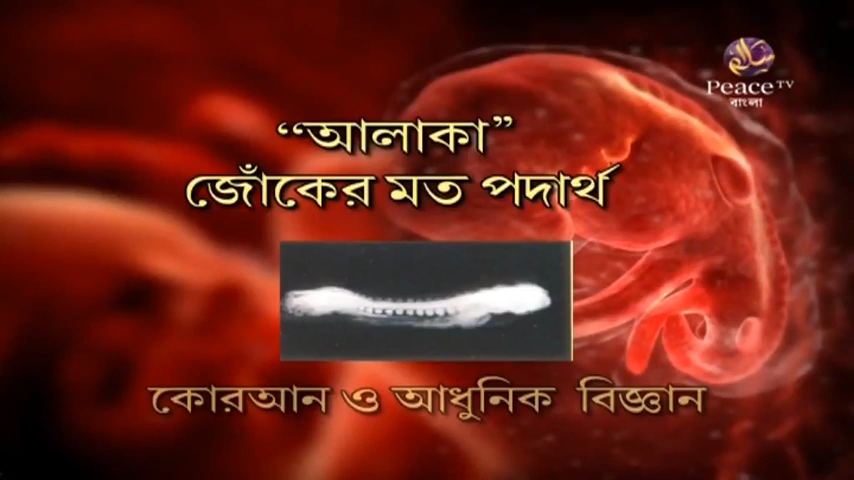 Peace TV
বাংলা
“আলাকা”
জোঁকের মত পদার্থ
কোরআন ও আধুনিক বিজ্ঞান